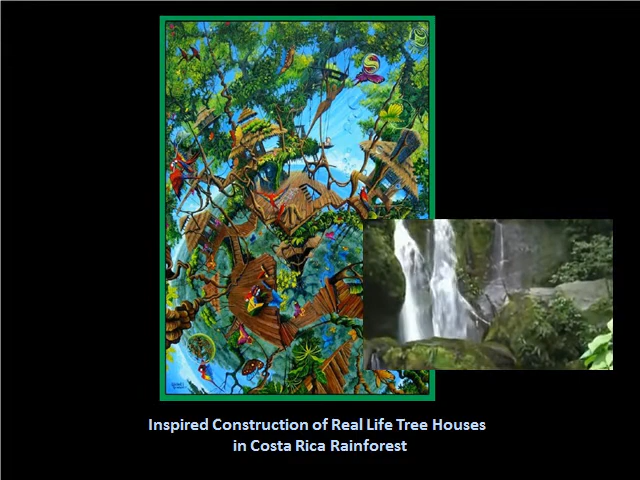 Inspired Construction of Real Life Tree Houses
in Costa Rica Rainforest